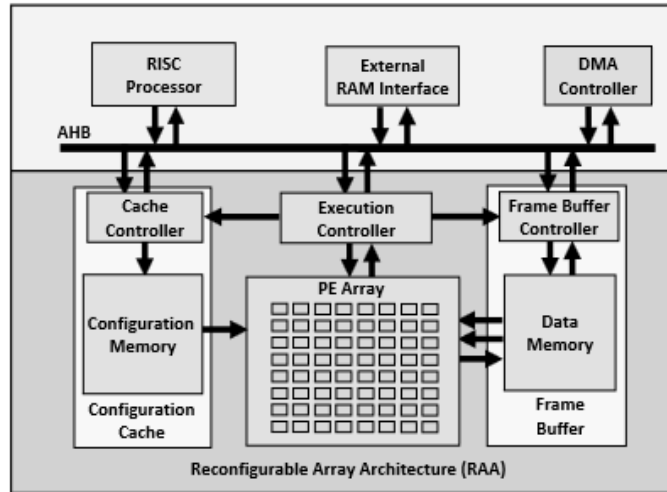 RISC
Processor
External
RAM Interface
DMA
Controller
AHB
Cache
Controller
Execution
Controller
Frame Buffer
Controller
PE Array
Configuration
Memory
Data
Memory
Configuration
Cache
Frame
Buffer
Reconfigurable Array Architecture (RAA)